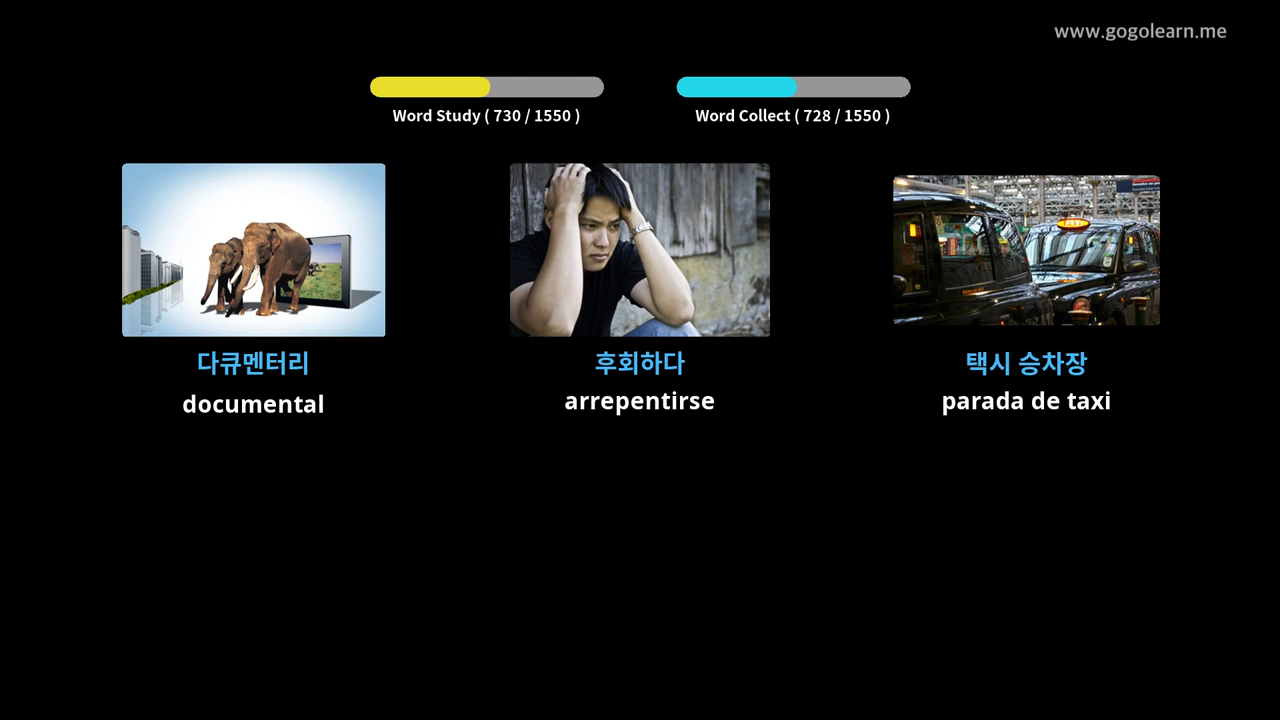 www.gogolearn.me
Word Study ( 730 / 1550 )
Word Collect ( 728 / 1550 )
TAXI
다큐멘터리
후회하다
택시 승차장
documental
arrepentirse
parada de taxi